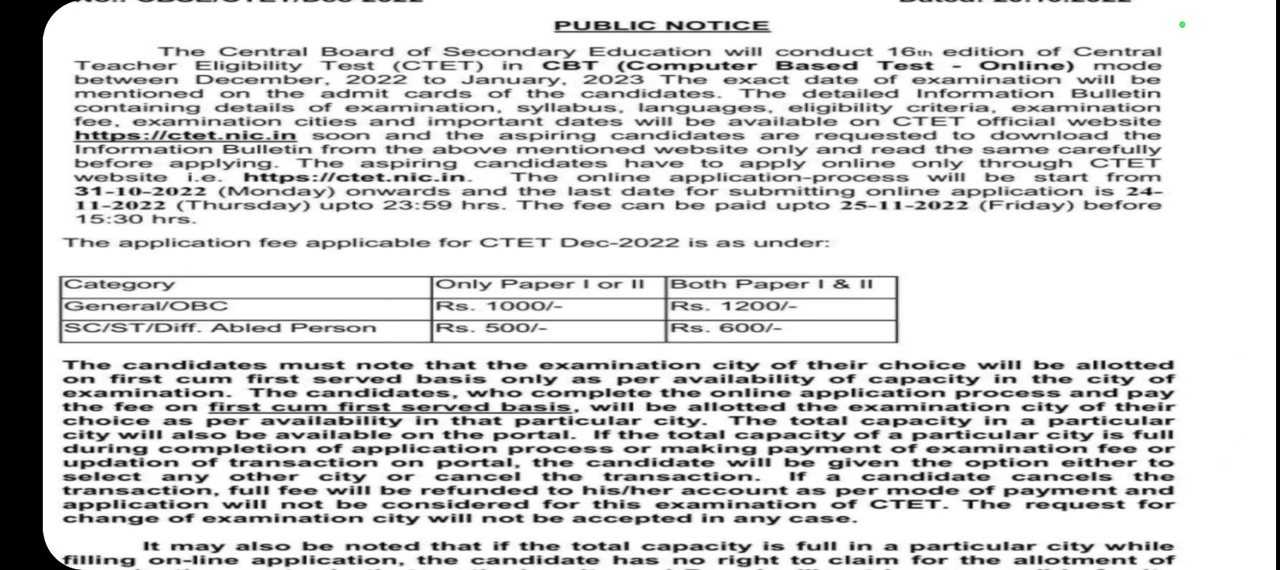 PUBLIC NOTICE
The Central Board of Secondary Education will conduct 16th edition of Central
Teacher Eligibility Test (CTET) in CBT (Computer Based Test - Online) mode
between December, 2022 to January, 2023 The exact date of examination will be
mentioned on the admit cards of the candidates. The detailed Information Bulletin
containing details of examination, syllabus, languages, eligibility criteria, examination
fee, examination cities and important dates will be available on CTET official website
https://ctet.nic.in soon and the aspiring candidates are requested to download the
Information Bulletin from the above mentioned website only and read the same carefully
before applying. The aspiring candidates have to apply online only through CTET
website i.e. https://ctet.nic.in. The online application-process will be start from
31-10-2022 (Monday) onwards and the last date for submitting online application is 24-
11-2022 (Thursday) upto 23:59 hrs. The fee can be paid upto 25-11-2022 (Friday) before
15:30 hrs.
The application fee applicable for CTET Dec-2022 is as under:
Category Only Paper I or II Both Paper I & II
General/OBC Rs. 1000/- Rs. 1200/-
SC/ST/Diff. Abled Person Rs. 500/- Rs. 600/-
The candidates must note that the examination city of their choice will be allotted
on first cum first served basis only as per availability of capacity in the city of
examination. The candidates, who complete the online application process and pay
the fee on first cum first served basis, will be allotted the examination city of their
choice as per availability in that particular city. The total capacity in a particular
city will also be available on the portal. If the total capacity of a particular city is full
during completion of application process or making payment of examination fee or
updation of transaction on portal, the candidate will be given the option either to
select any other city or cancel the transaction. If a candidate cancels the
transaction, full fee will be refunded to his/her account as per mode of payment and
application will not be considered for this examination of CTET. The request for
change of examination city will not be accepted in any case.
It may also be noted that if the total capacity is full in a particular city while
filling on-line application, the candidate has no right to claim for the allotment of